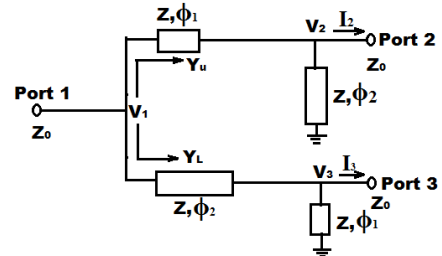 Z,ϕ1
V2
I2
Port 2
Z0
Yu
Z,ϕ2
Port 1
V1
Z0
YL
V3
I3
Port 3
Z0
Z,ϕ2
Z,ϕ1